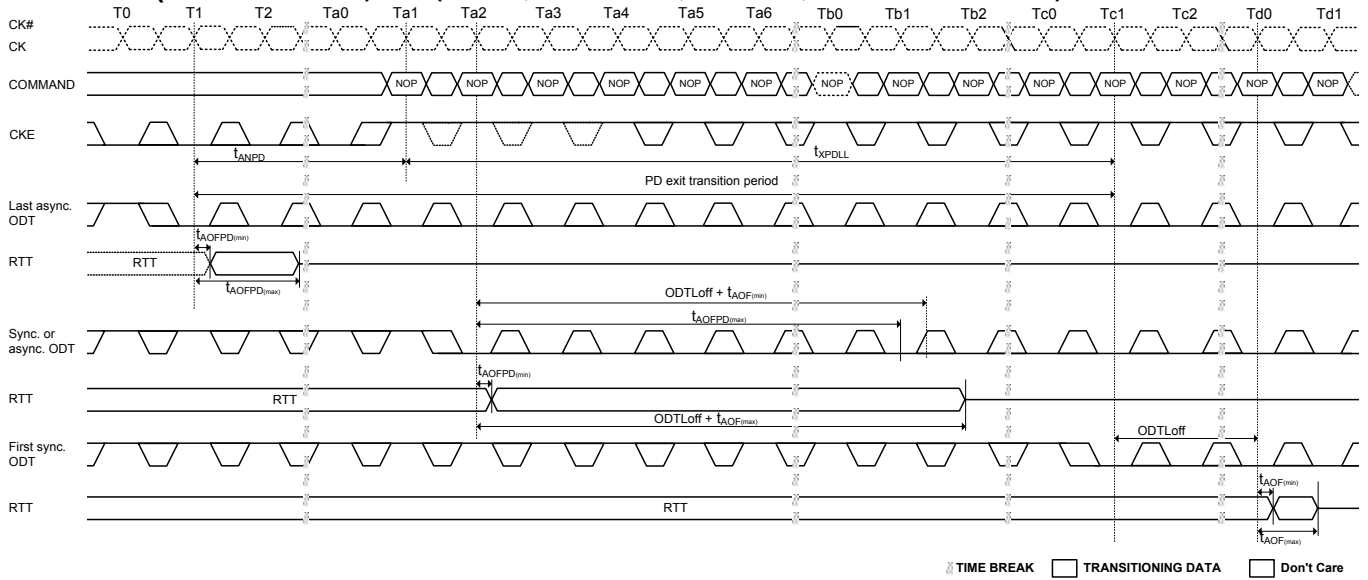 T0 T1 T2 Ta0 Ta1 Ta2 Ta3 Ta4 Ta5 Ta6 Tb0 Tb1 Tb2 Tc0 Tc1 Tc2 Td0 Td1
CK#
CK
COMMAND NOP NOP NOP NOP NOP NOP NOP NOP NOP NOP NOP NOP NOP NOP
CKE
tANPD tXPDLL
PD exit transition period
Last async.
ODT
tAOFPD(min)
RTT RTT
tAOFPD(max)
ODTLoff + tAOF(min)
tAOFPD(max)
Sync. or
async. ODT
tAOFPD(min)
RTT RTT
ODTLoff + tAOF(max)
First sync.
ODT
ODTLoff
tAOF(min)
RTT RTT
tAOF(max)
TIME BREAK TRANSITIONING DATA Don't Care